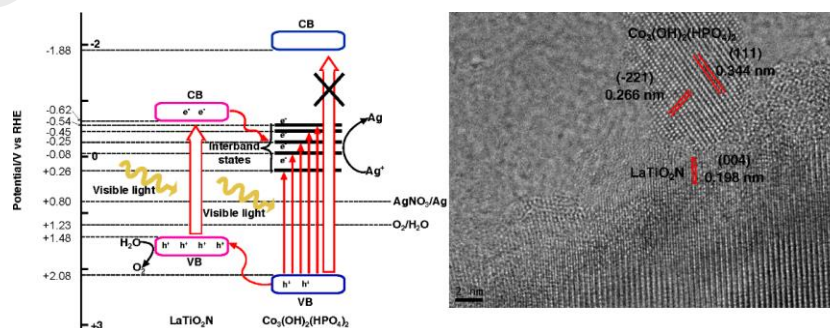 CB
-2
-1.88
Co₃(OH)₂(HPO₄)₂
(111)
0.344 nm
(-221)
0.266 nm
CB
e⁻ e⁻
-0.62
-0.54
-0.45
-0.25
-0.08
0
+0.26
e⁻
e⁻
e⁻
e⁻
Interband
states
Ag
Ag⁺
Potential/V vs RHE
Visible light
Visible light
(004)
LaTiO₂N
0.198 nm
+0.80
AgNO₃/Ag
+1.23
O₂/H₂O
+1.48
H₂O
O₂
h⁺ h⁺ h⁺ h⁺
VB
+2.08
h⁺ h⁺
VB
+3
LaTiO₂N
Co₃(OH)₂(HPO₄)₂
2 nm